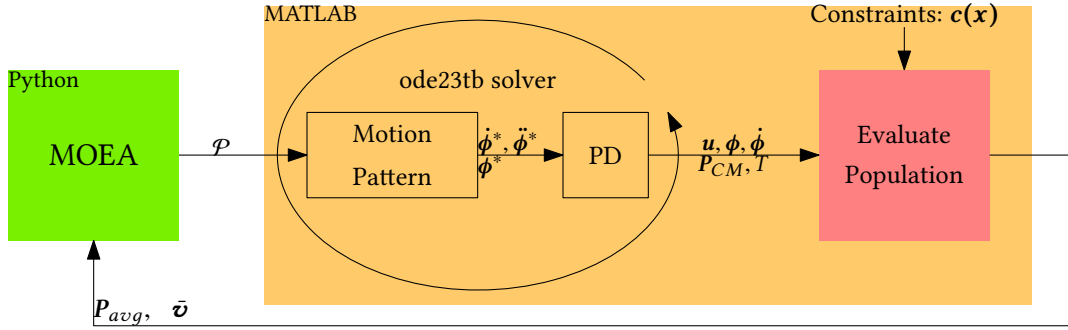 MATLAB
Constraints: c(x)
Python
ode23tb solver
MOEA
𝒫
Motion
Pattern
ϕ̇*, ϕ̈*
ϕ*
PD
u, ϕ, ϕ̇
P_CM, T
Evaluate
Population
P_avg, v̄